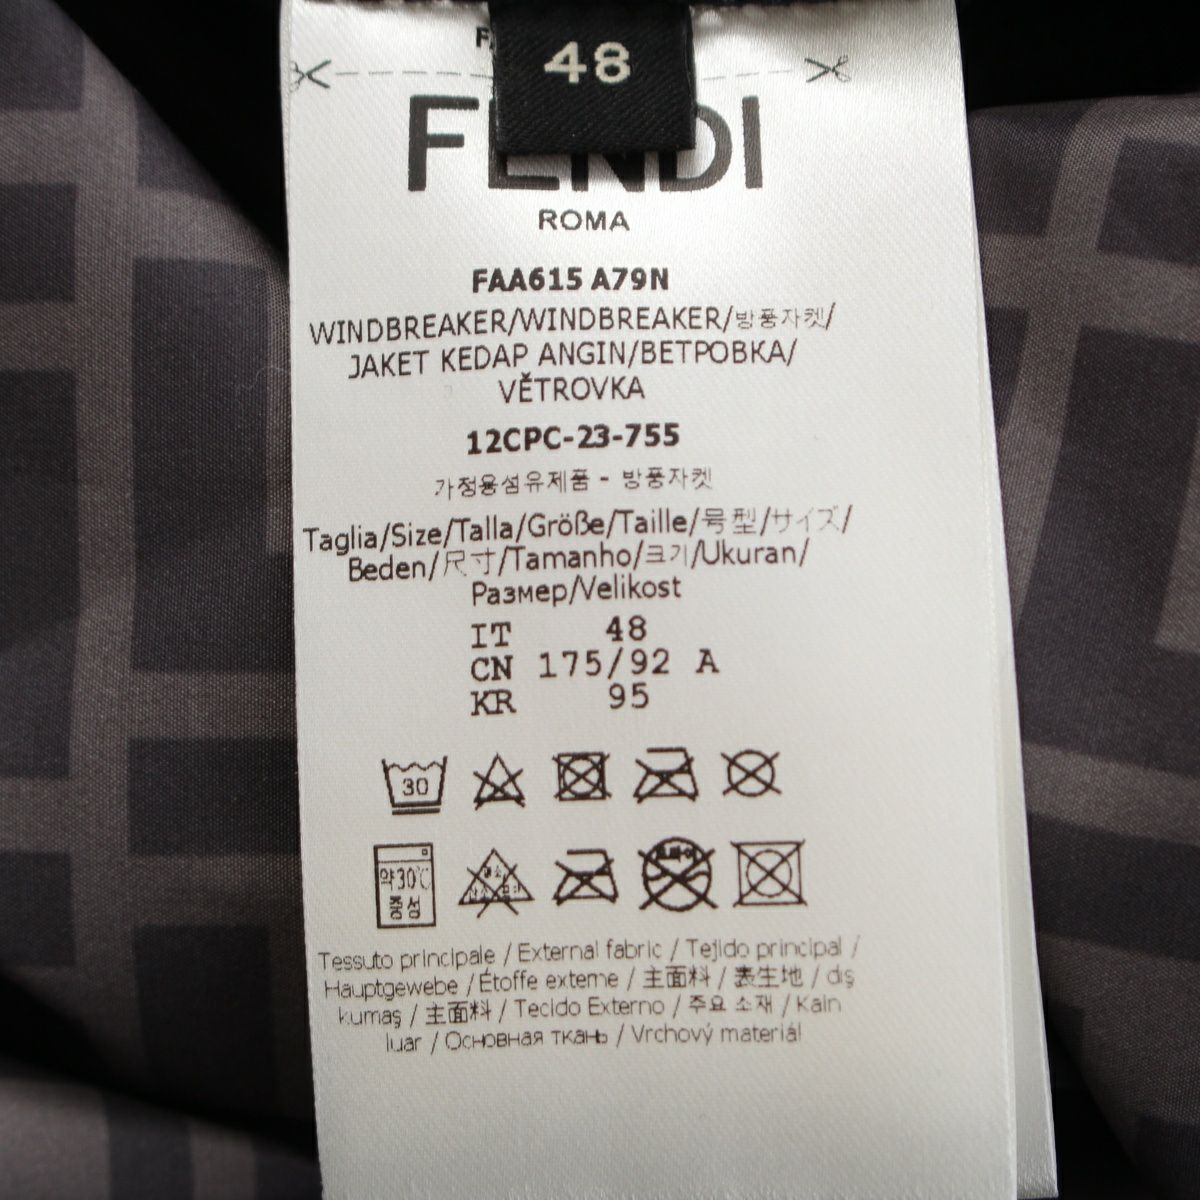 48
FENDI
ROMA
FAA615 A79N
WINDBREAKER/WINDBREAKER/방풍자켓/
JAKET KEDAP ANGIN/ВЕТРОВКА/
VĚTROVKA
12CPC-23-755
가정용섬유제품 - 방풍자켓
Taglia/Size/Talla/Größe/Taille/号型/サイズ/
Beden/尺寸/Tamanho/크기/Ukuran/
Размер/Velikost
IT 48
CN 175/92 A
KR 95
30
약30℃
중성
Tessuto principale / External fabric / Tejido principal /
Hauptgewebe / Étoffe externe / 主面料 / 表生地 / dış
kumaş / 主面料 / Tecido Externo / 주요 소재 / Kain
luar / Основная ткань / Vrchový materiál